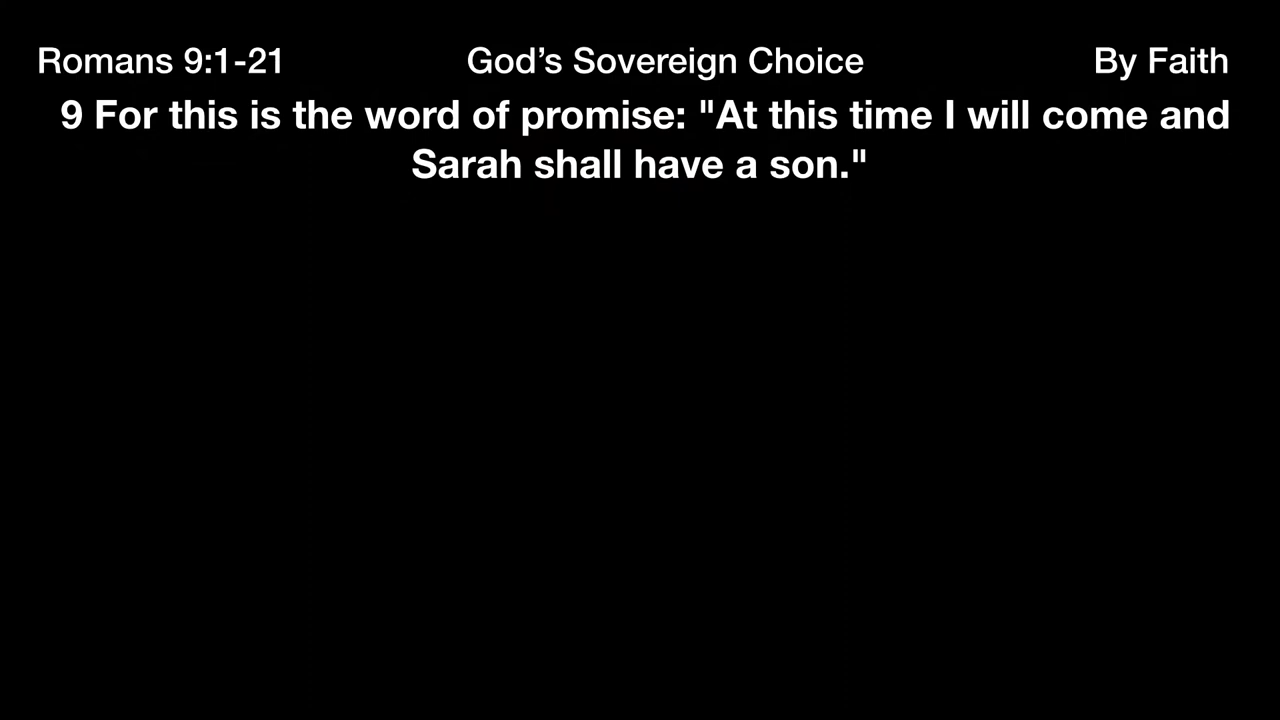 Romans 9:1-21 God’s Sovereign Choice By Faith
9 For this is the word of promise: "At this time I will come and
Sarah shall have a son."